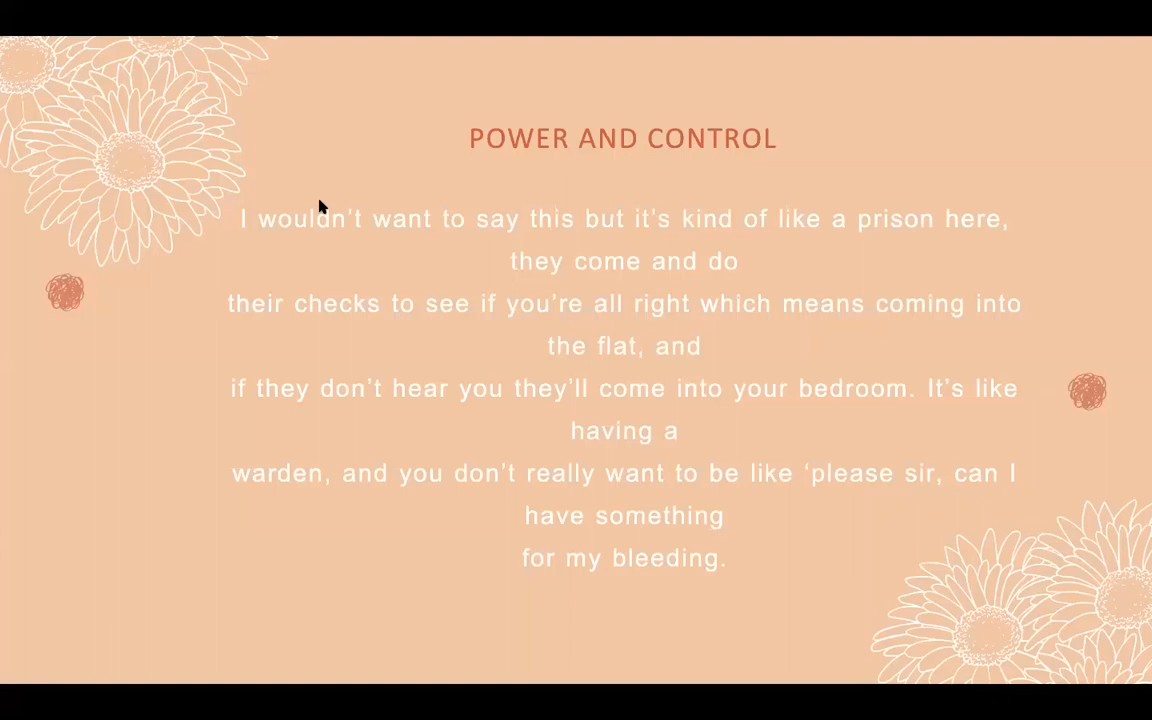 POWER AND CONTROL
I wouldn’t want to say this but it’s kind of like a prison here,
they come and do
their checks to see if you’re all right which means coming into
the flat, and
if they don’t hear you they’ll come into your bedroom. It’s like
having a
warden, and you don’t really want to be like ‘please sir, can I
have something
for my bleeding.